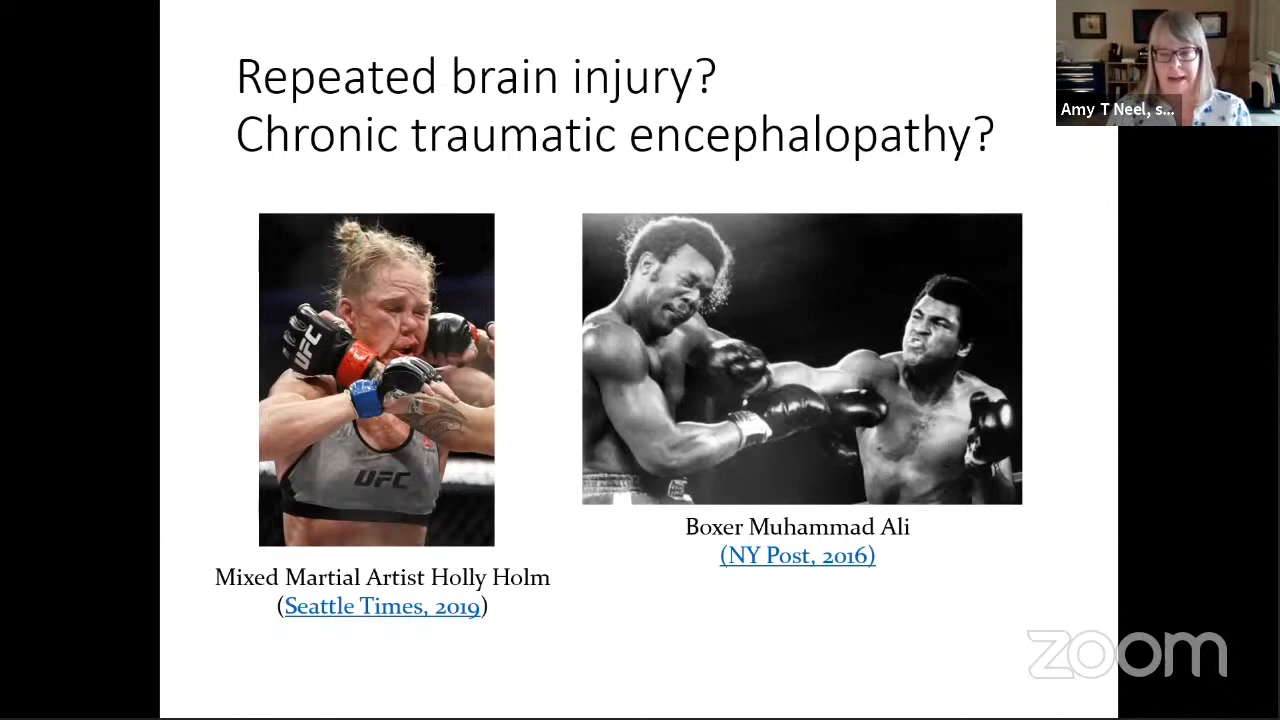 Repeated brain injury?
Chronic traumatic encephalopathy?
Amy T Neel, s...
UFC
UFC
Boxer Muhammad Ali
(NY Post, 2016)
Mixed Martial Artist Holly Holm
(Seattle Times, 2019)
zoom